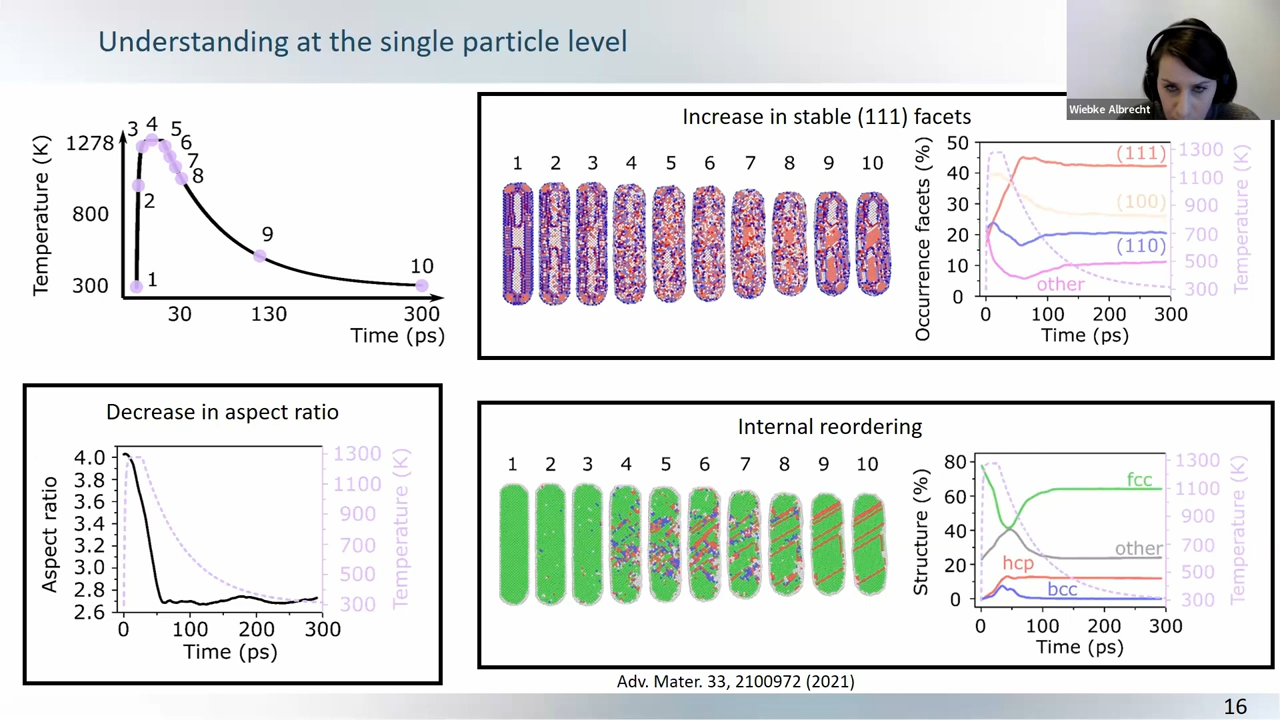 Understanding at the single particle level
Wiebke Albrecht
Temperature (K)
1278
800
300
1
2
3
4
5
6
7
8
9
10
30
130
300
Time (ps)
Increase in stable (111) facets
1 2 3 4 5 6 7 8 9 10
Occurrence facets (%)
50
40
30
20
10
0
(111)
(100)
(110)
other
0 100 200 300
Time (ps)
1300
1100
900
700
500
300
Temperature (K)
Decrease in aspect ratio
Aspect ratio
4.0
3.8
3.6
3.4
3.2
3.0
2.8
2.6
0 100 200 300
Time (ps)
1300
1100
900
700
500
300
Temperature (K)
Internal reordering
1 2 3 4 5 6 7 8 9 10
Structure (%)
80
60
40
20
0
fcc
other
hcp
bcc
0 100 200 300
Time (ps)
1300
1100
900
700
500
300
Temperature (K)
Adv. Mater. 33, 2100972 (2021)
16